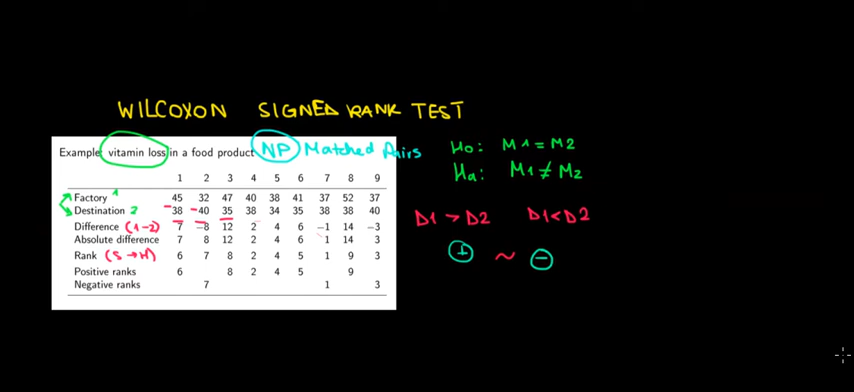 WILCOXON SIGNED RANK TEST
Example: vitamin loss in a food product NP Matched Pairs
Ho: M1 = M2
Ha: M1 ≠ M2
1 2 3 4 5 6 7 8 9
Factory 1 45 32 47 40 38 41 37 52 37
Destination 2 -38 -40 35 38 34 35 38 38 40
D1 > D2 D1 < D2
Difference (1-2) 7 −8 12 2 4 6 −1 14 −3
Absolute difference 7 8 12 2 4 6 1 14 3
Rank (S → H) 6 7 8 2 4 5 1 9 3
+ ~ −
Positive ranks 6 8 2 4 5 9
Negative ranks 7 1 3